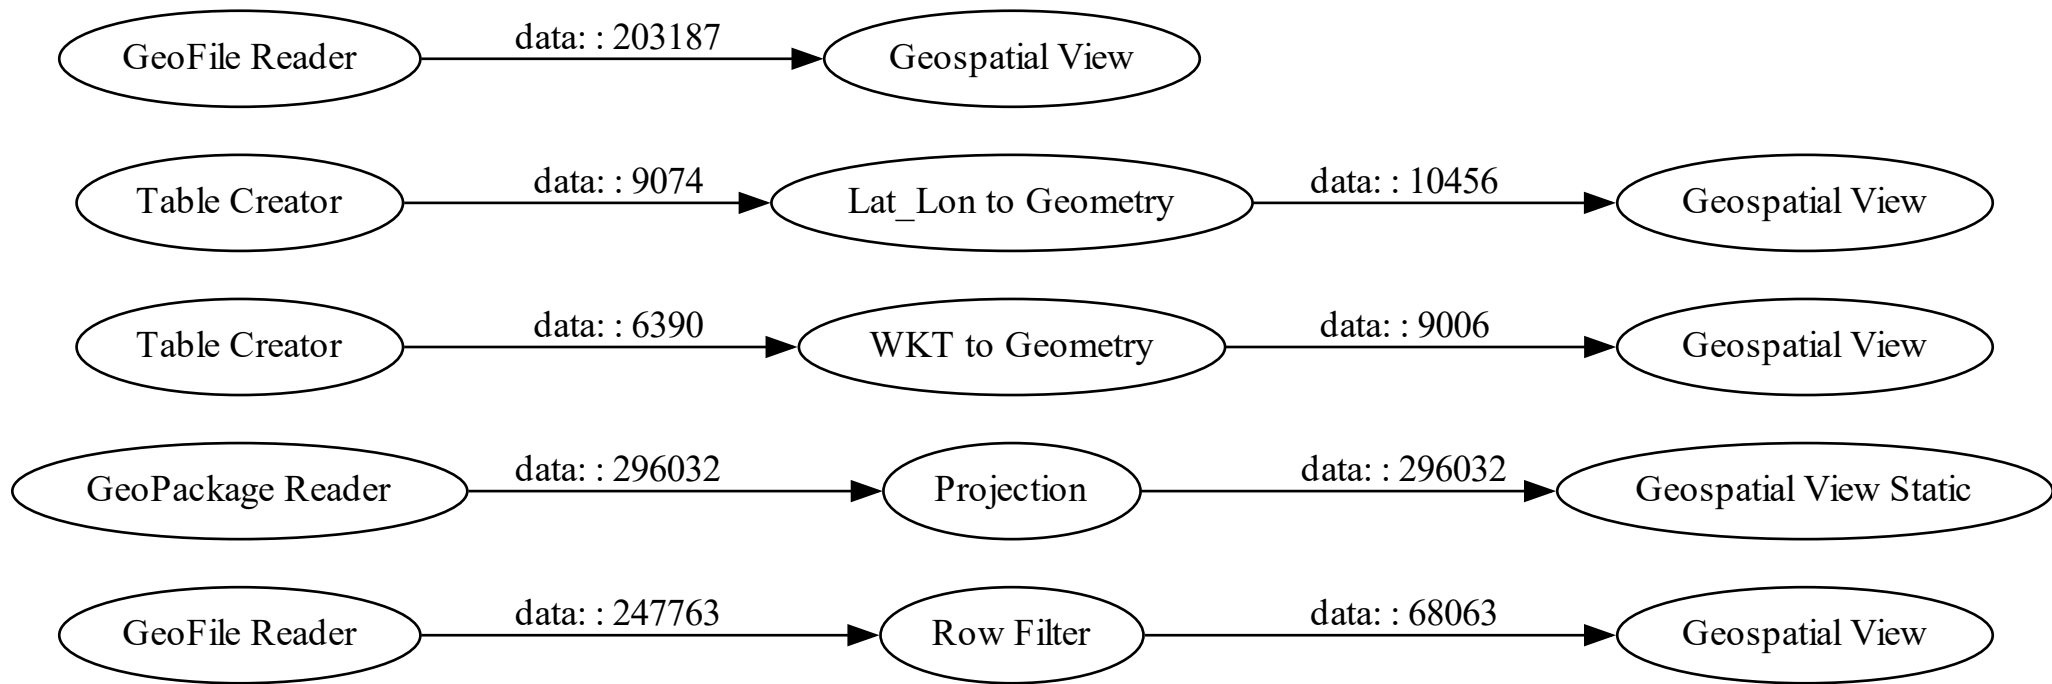 GeoFile Reader data: : 203187 Geospatial View
Table Creator data: : 9074 Lat_Lon to Geometry data: : 10456 Geospatial View
Table Creator data: : 6390 WKT to Geometry data: : 9006 Geospatial View
GeoPackage Reader data: : 296032 Projection data: : 296032 Geospatial View Static
GeoFile Reader data: : 247763 Row Filter data: : 68063 Geospatial View